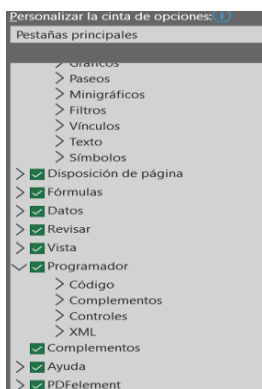 Personalizar la cinta de opciones:
Pestañas principales
Gráficos
Paseos
Minigráficos
Filtros
Vínculos
Texto
Símbolos
Disposición de página
Fórmulas
Datos
Revisar
Vista
Programador
Código
Complementos
Controles
XML
Complementos
Ayuda
PDFelement